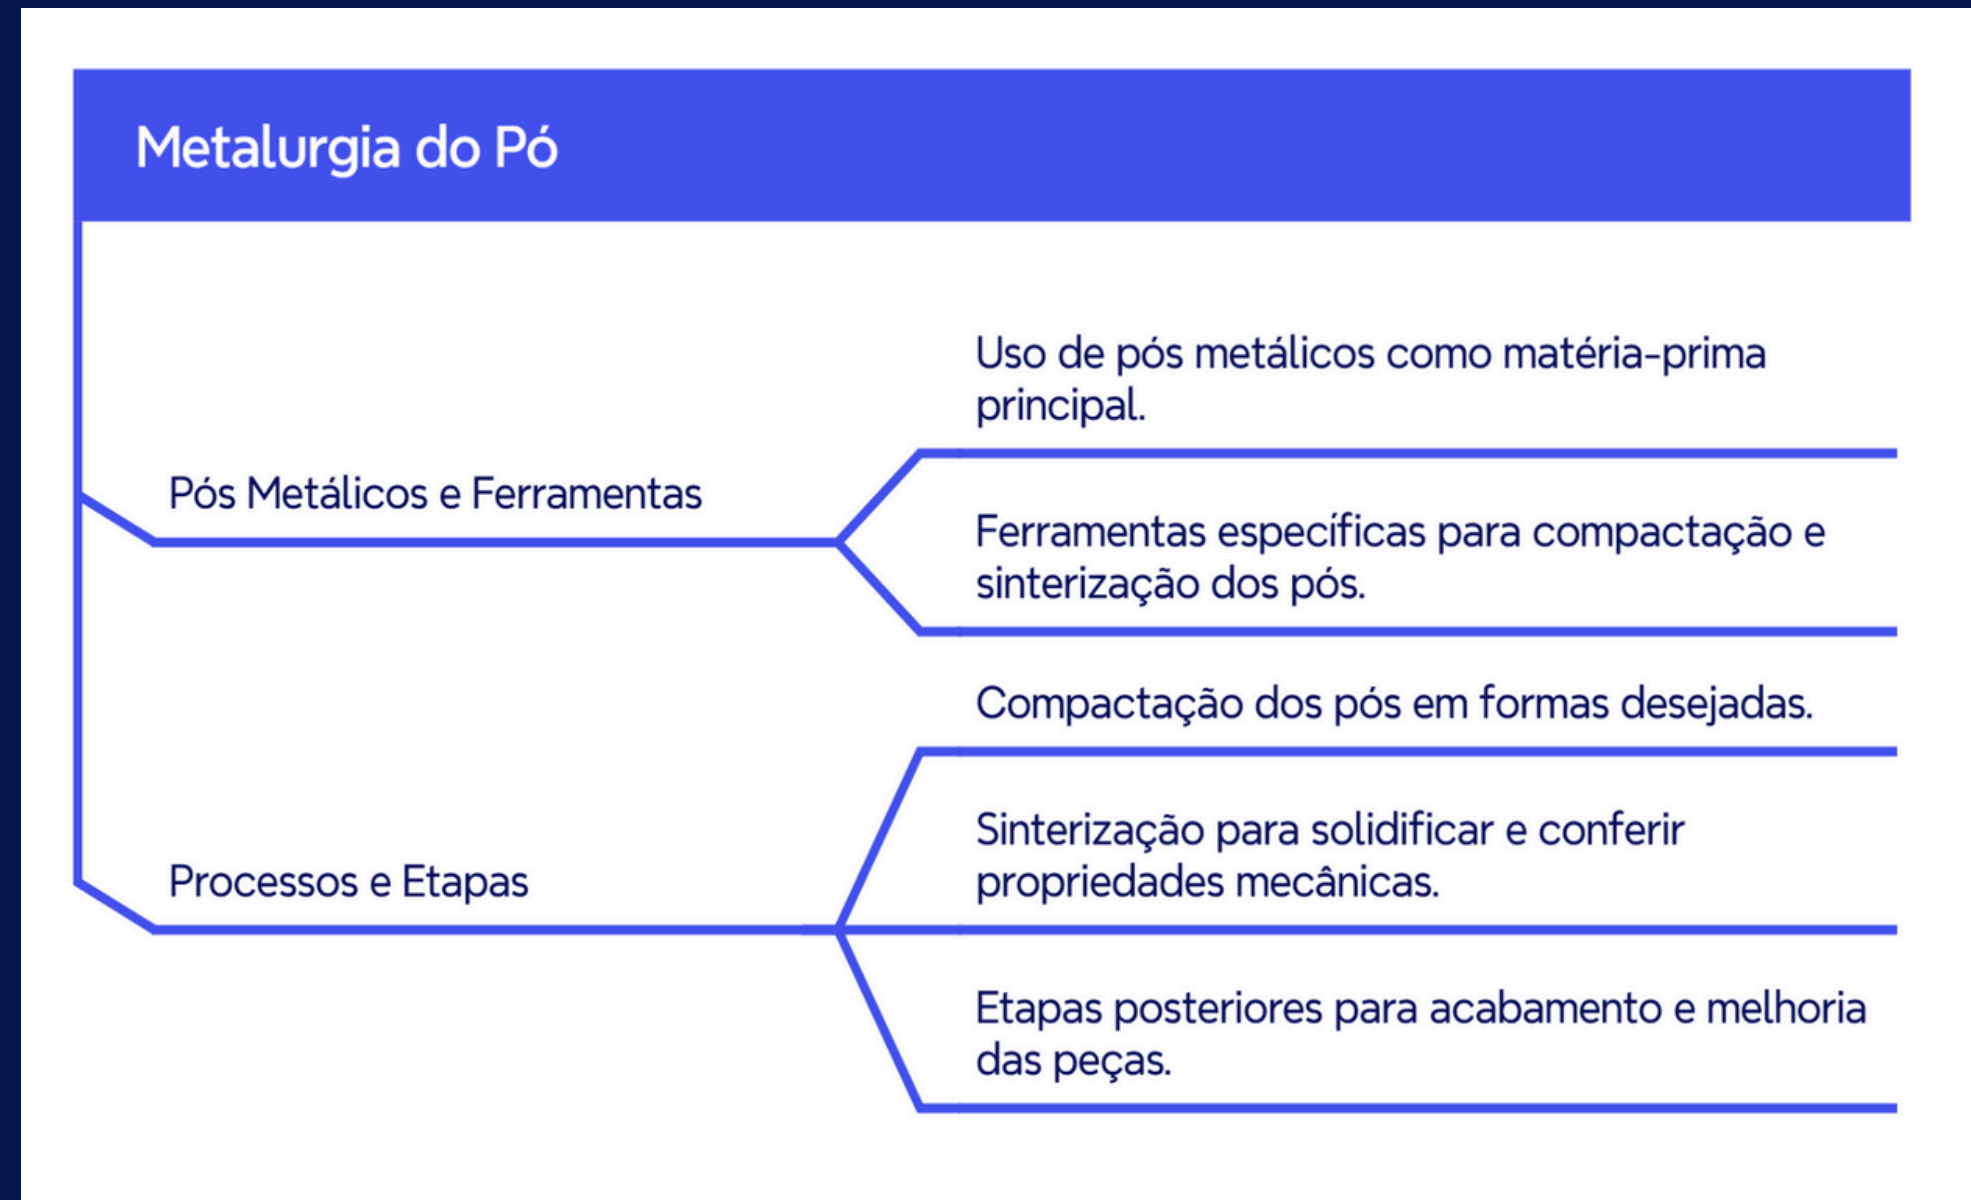 Metalurgia do Pó
Pós Metálicos e Ferramentas
Uso de pós metálicos como matéria-prima
principal.
Ferramentas específicas para compactação e
sinterização dos pós.
Processos e Etapas
Compactação dos pós em formas desejadas.
Sinterização para solidificar e conferir
propriedades mecânicas.
Etapas posteriores para acabamento e melhoria
das peças.